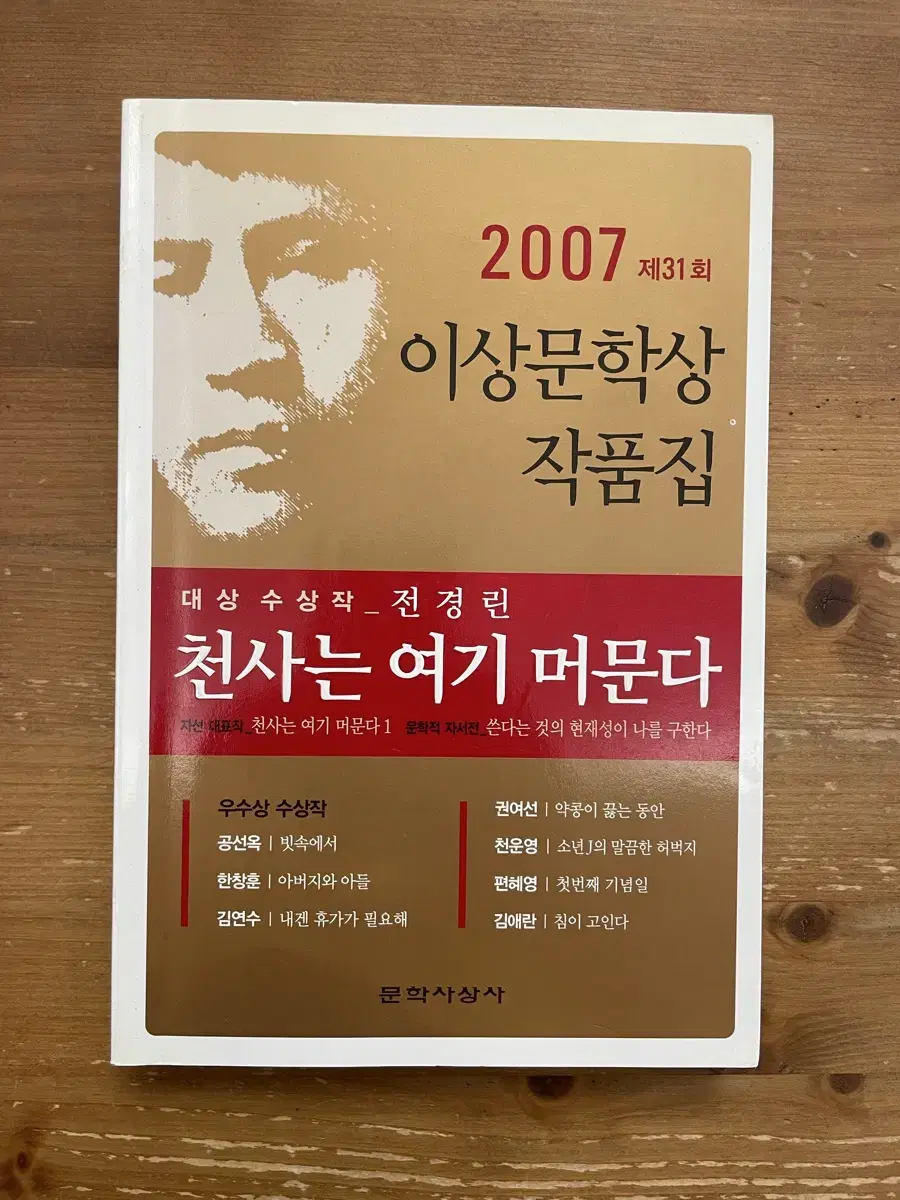 2007 제31회
이상문학상
작품집
대상 수상작_전경린
천사는 여기 머문다
자선 대표작_천사는 여기 머문다 1 문학적 자서전_쓴다는 것의 현재성이 나를 구한다
우수상 수상작
공선옥 | 빗속에서
한창훈 | 아버지와 아들
김연수 | 내겐 휴가가 필요해
권여선 | 약콩이 끓는 동안
천운영 | 소년J의 말끔한 허벅지
편혜영 | 첫번째 기념일
김애란 | 침이 고인다
문학사상사